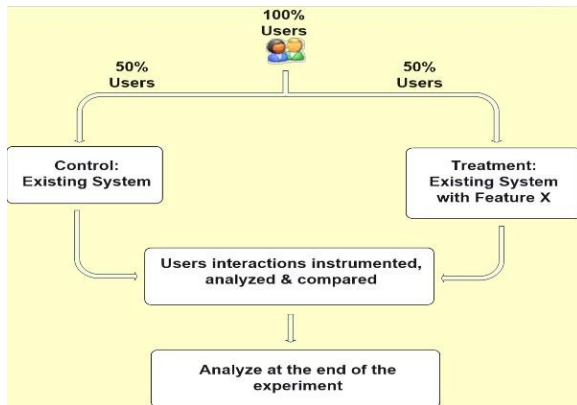 100%
Users
50%
Users
50%
Users
Control:
Existing System
Treatment:
Existing System
with Feature X
Users interactions instrumented,
analyzed & compared
Analyze at the end of the
experiment